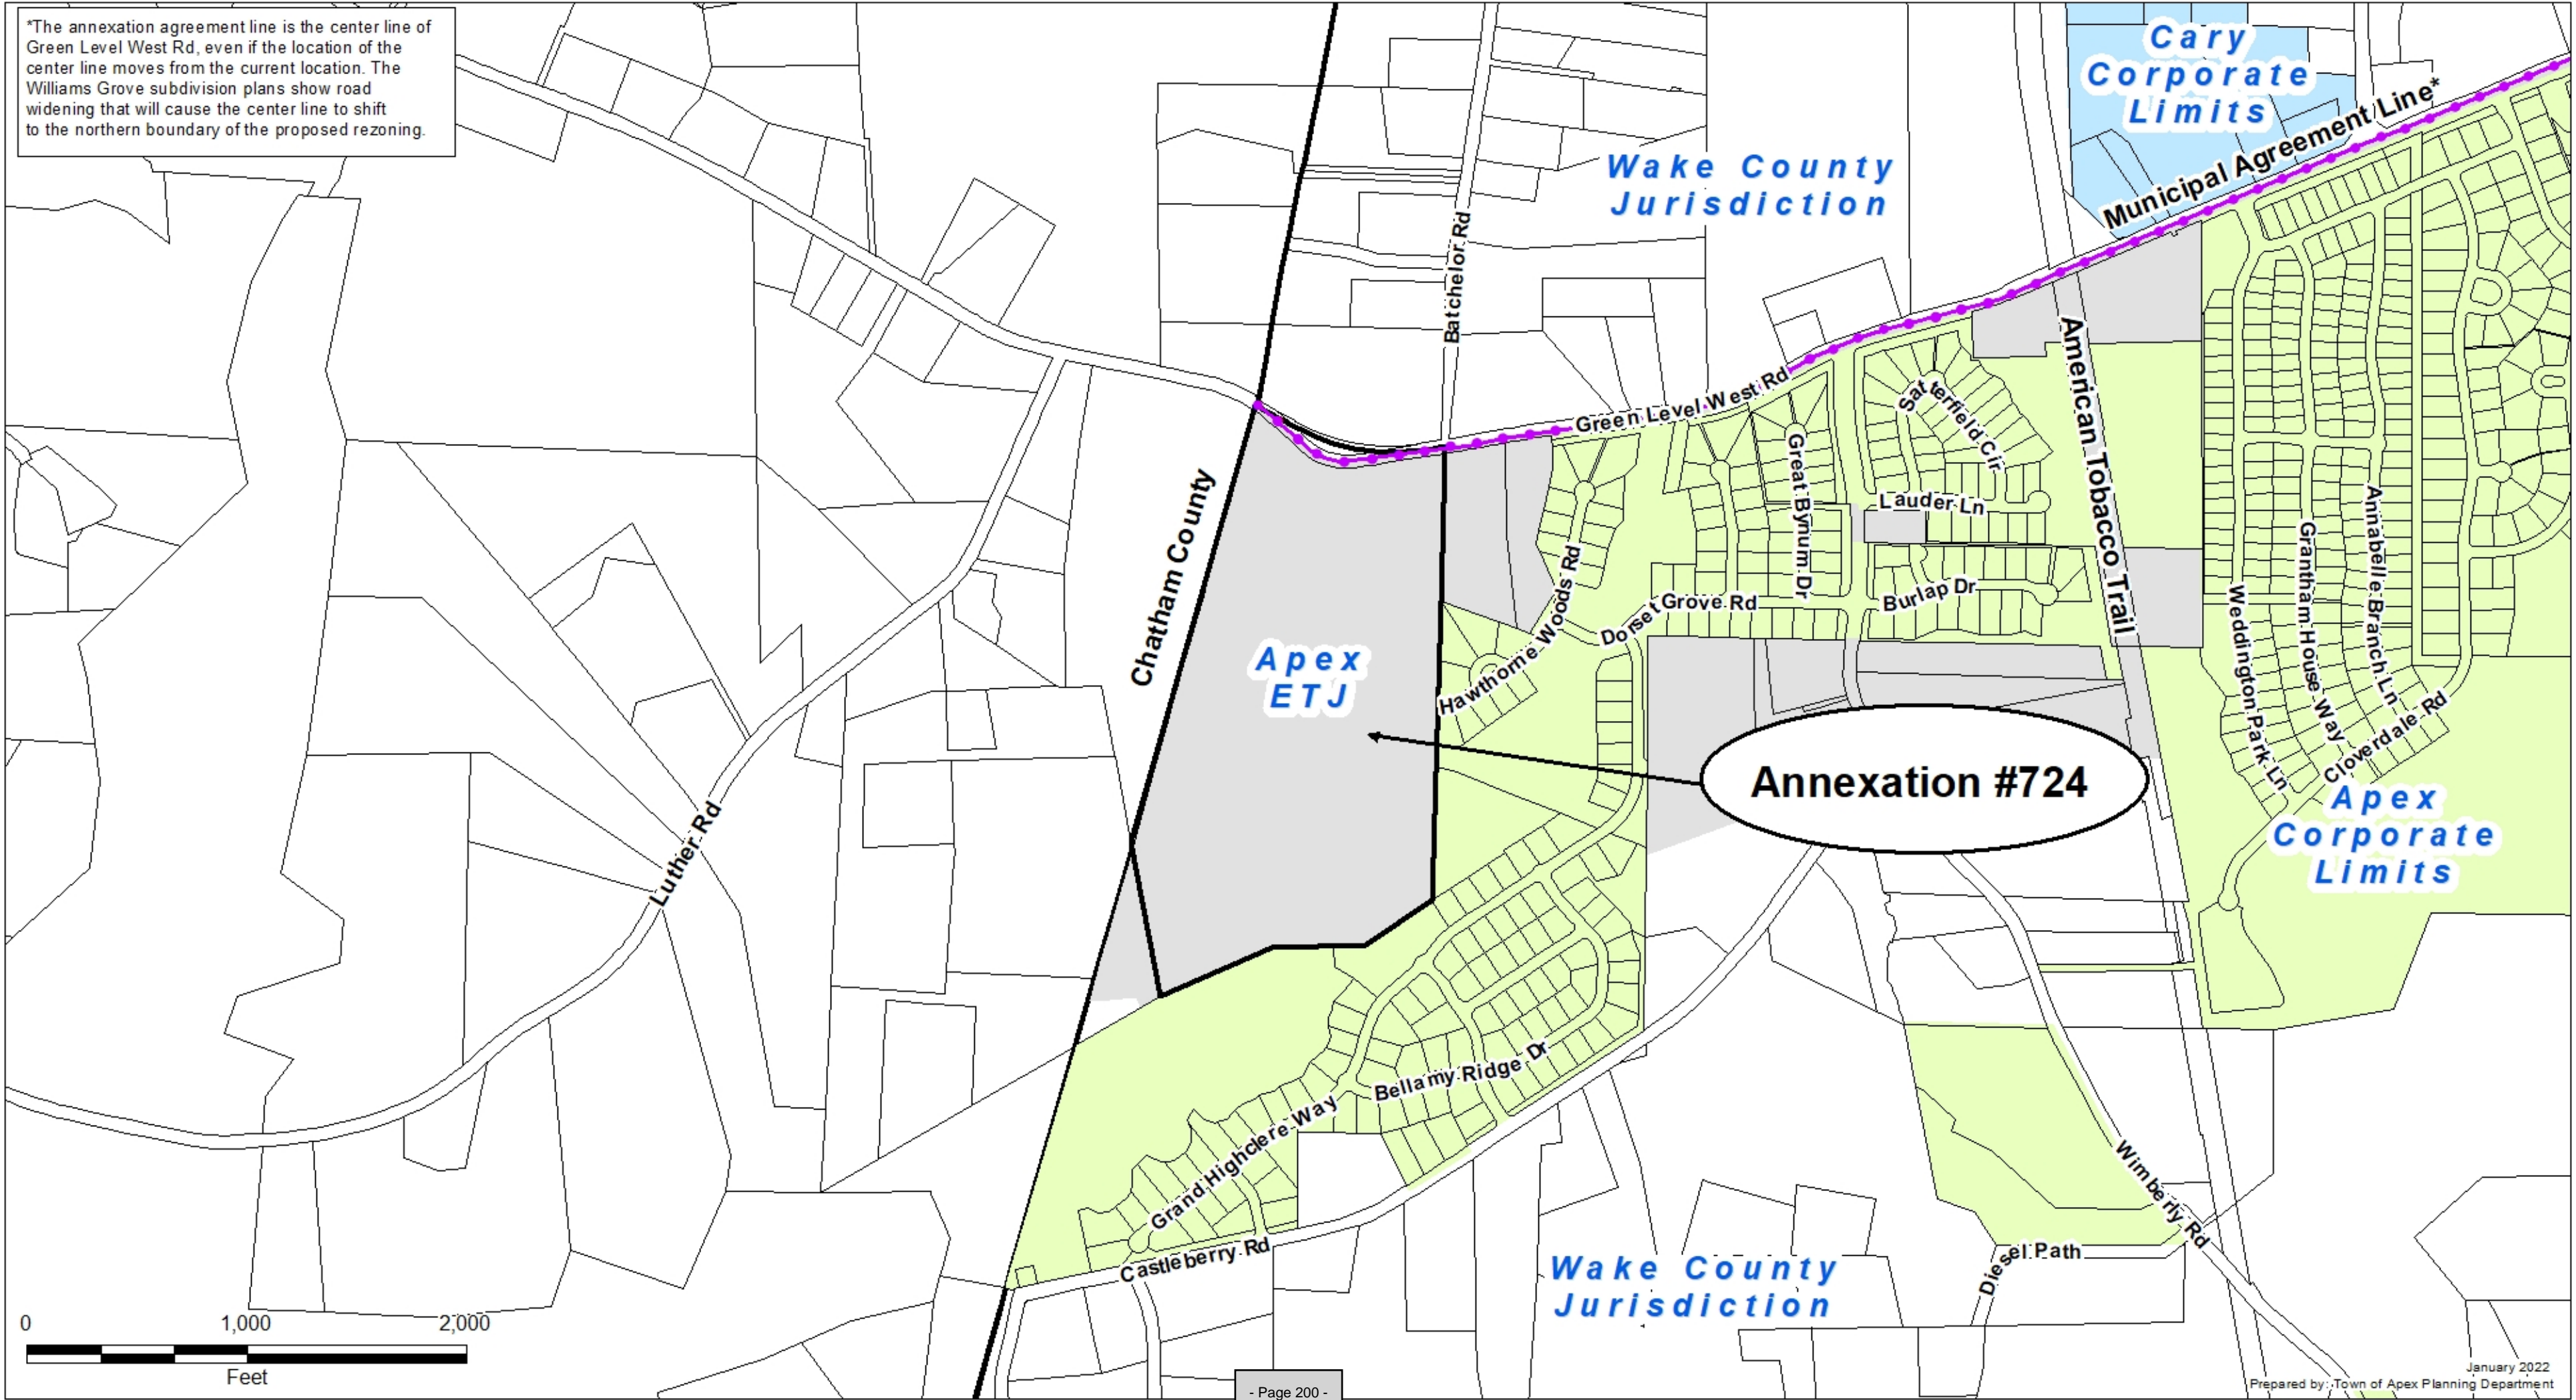 *The annexation agreement line is the center line of
Green Level West Rd, even if the location of the
center line moves from the current location. The
Williams Grove subdivision plans show road
widening that will cause the center line to shift
to the northern boundary of the proposed rezoning.
Cary
Corporate
Limits
Municipal Agreement Line*
Wake County
Jurisdiction
Batchelor Rd
Green Level West Rd
American Tobacco Trail
Satterfield Cir
Great Bynum Dr
Lauder Ln
Chatham County
Hawthorne Woods Rd
Dorset Grove Rd
Burlap Dr
Weddington Park Ln
Grantham House Way
Annabelle Branch Ln
Cloverdale Rd
Apex
ETJ
Annexation #724
Apex
Corporate
Limits
Luther Rd
Bellamy Ridge Dr
Grand Highclere Way
Castleberry Rd
Wimberly Rd
Diesel Path
Wake County
Jurisdiction
0 1,000 2,000
Feet
- Page 200 -
January 2022
Prepared by: Town of Apex Planning Department